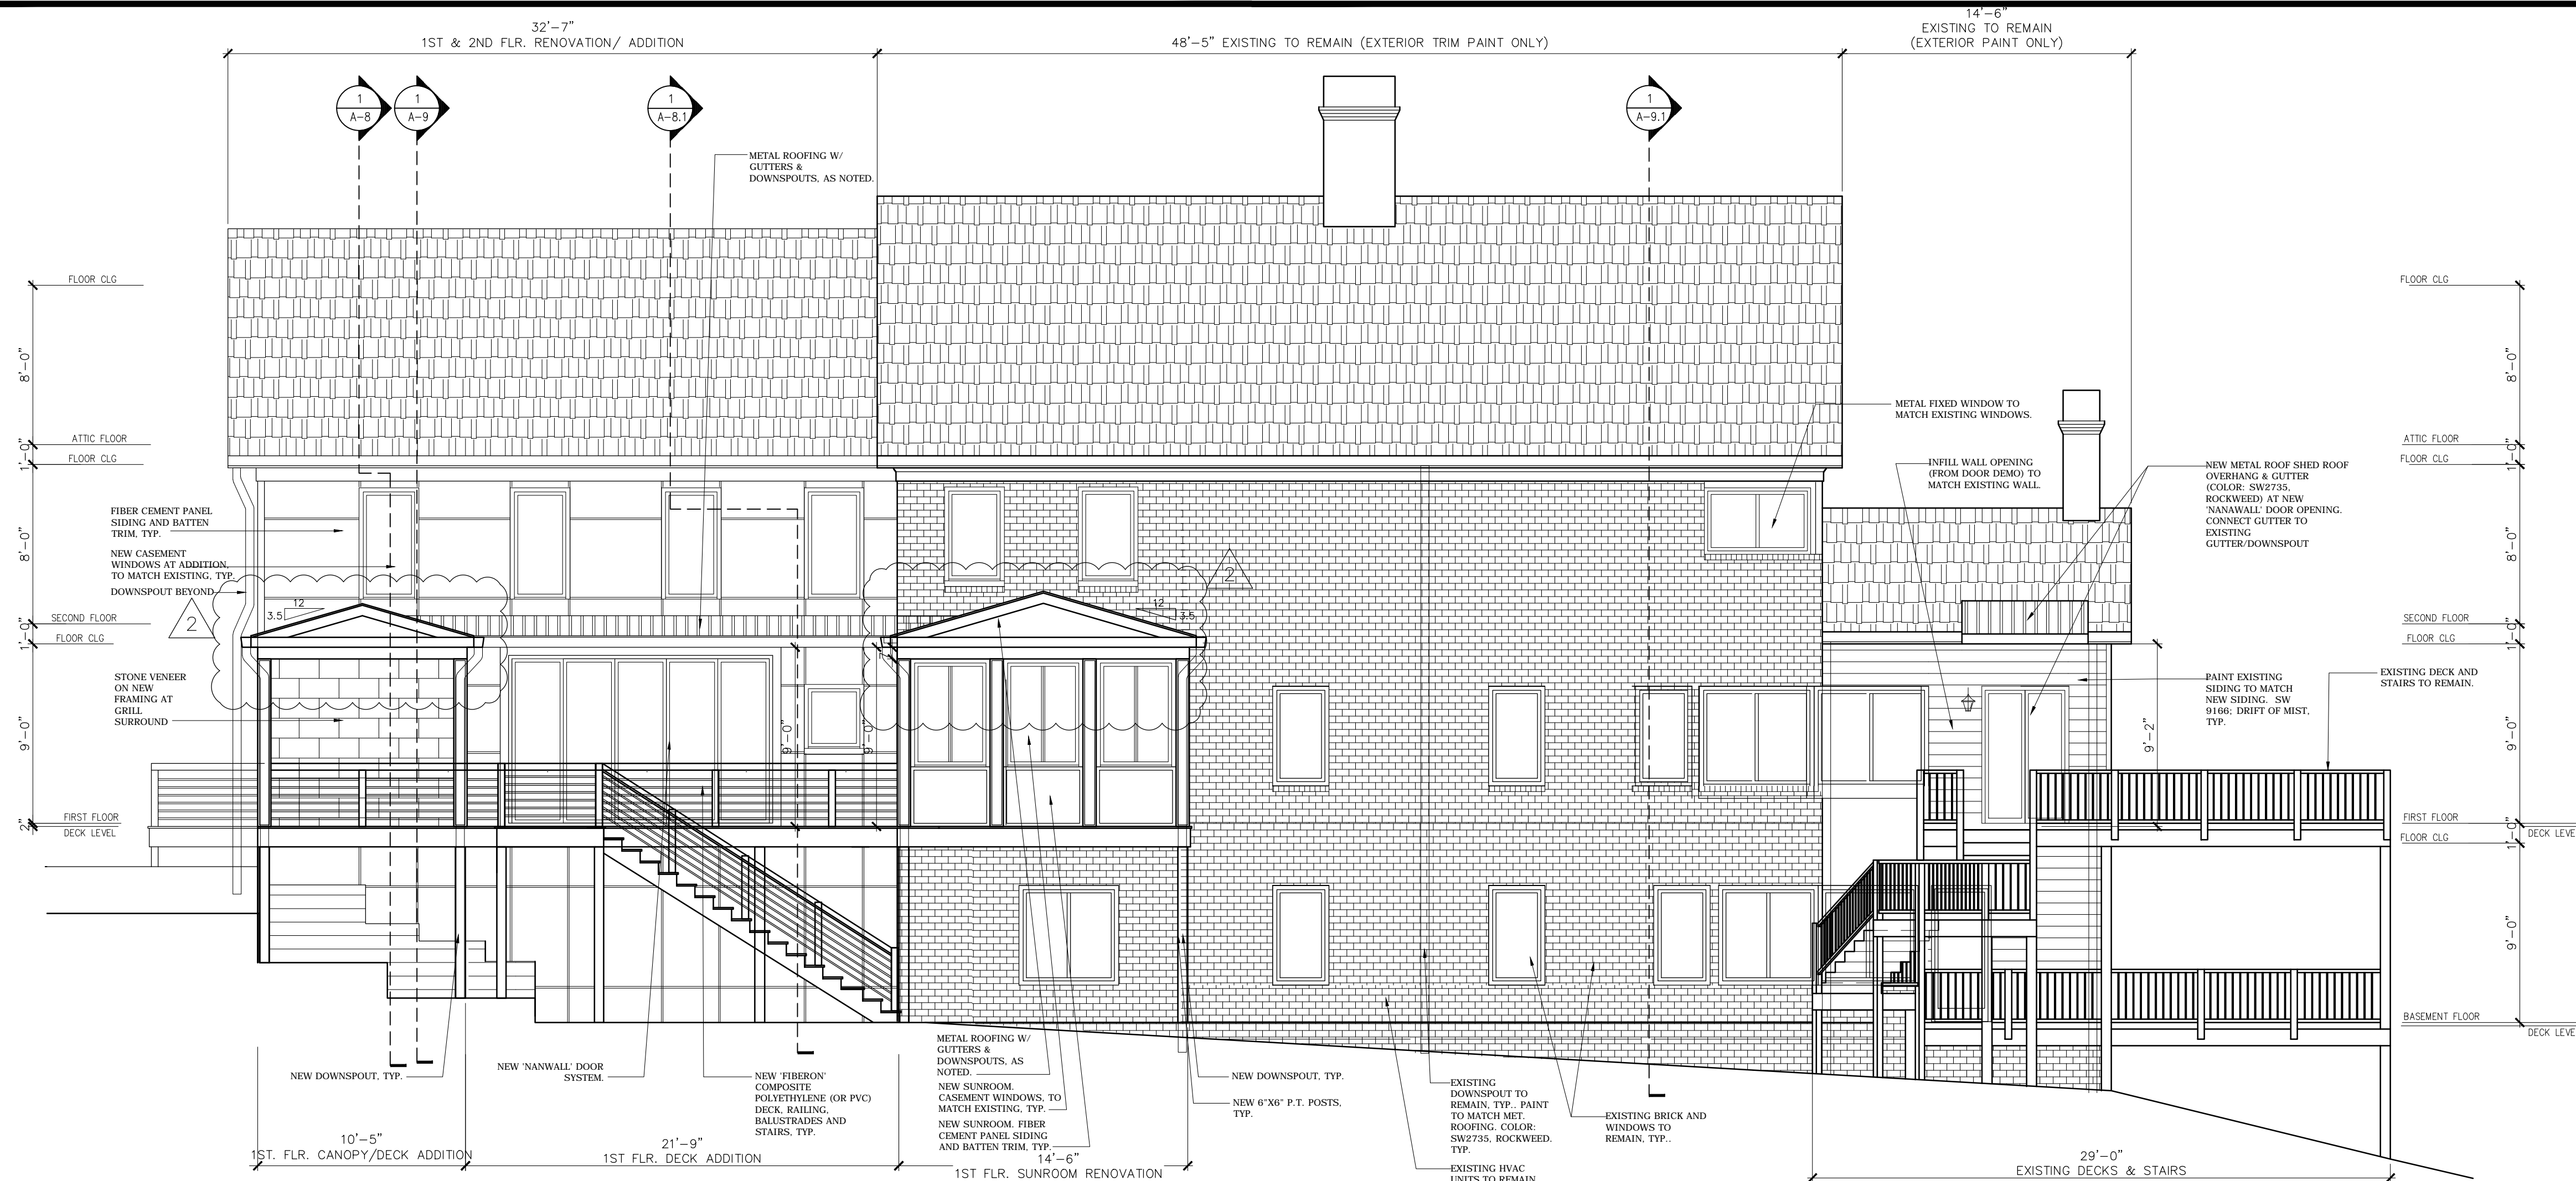 32'-7"
1ST & 2ND FLR. RENOVATION/ ADDITION
48'-5" EXISTING TO REMAIN (EXTERIOR TRIM PAINT ONLY)
14'-6"
EXISTING TO REMAIN
(EXTERIOR PAINT ONLY)
1
A-8
1
A-9
1
A-8.1
1
A-9.1
METAL ROOFING W/
GUTTERS &
DOWNSPOUTS, AS NOTED.
FLOOR CLG
8'-0"
ATTIC FLOOR
1'-0"
FLOOR CLG
8'-0"
SECOND FLOOR
1'-0"
FLOOR CLG
9'-0"
FIRST FLOOR
2"
DECK LEVEL
FIBER CEMENT PANEL
SIDING AND BATTEN
TRIM, TYP.
NEW CASEMENT
WINDOWS AT ADDITION,
TO MATCH EXISTING, TYP.
DOWNSPOUT BEYOND
2
12
3.5
STONE VENEER
ON NEW
FRAMING AT
GRILL
SURROUND
9'-0"
9'-0"
12
3.5
2
METAL FIXED WINDOW TO
MATCH EXISTING WINDOWS.
INFILL WALL OPENING
(FROM DOOR DEMO) TO
MATCH EXISTING WALL.
NEW METAL ROOF SHED ROOF
OVERHANG & GUTTER
(COLOR: SW2735,
ROCKWEED) AT NEW
'NANAWALL' DOOR OPENING.
CONNECT GUTTER TO
EXISTING
GUTTER/DOWNSPOUT
PAINT EXISTING
SIDING TO MATCH
NEW SIDING. SW
9166; DRIFT OF MIST,
TYP.
9'-2"
EXISTING DECK AND
STAIRS TO REMAIN.
FLOOR CLG
8'-0"
ATTIC FLOOR
1'-0"
FLOOR CLG
8'-0"
SECOND FLOOR
1'-0"
FLOOR CLG
9'-0"
FIRST FLOOR
DECK LEVE
1'-0"
FLOOR CLG
9'-0"
BASEMENT FLOOR
DECK LEVE
NEW DOWNSPOUT, TYP.
NEW 'NANWALL' DOOR
SYSTEM.
NEW 'FIBERON'
COMPOSITE
POLYETHYLENE (OR PVC)
DECK, RAILING,
BALUSTRADES AND
STAIRS, TYP.
METAL ROOFING W/
GUTTERS &
DOWNSPOUTS, AS
NOTED.
NEW SUNROOM.
CASEMENT WINDOWS, TO
MATCH EXISTING, TYP.
NEW SUNROOM. FIBER
CEMENT PANEL SIDING
AND BATTEN TRIM, TYP.
NEW DOWNSPOUT, TYP.
NEW 6"X6" P.T. POSTS,
TYP.
EXISTING
DOWNSPOUT TO
REMAIN, TYP.. PAINT
TO MATCH MET.
ROOFING. COLOR:
SW2735, ROCKWEED.
TYP.
EXISTING HVAC
UNITS TO REMAIN
EXISTING BRICK AND
WINDOWS TO
REMAIN, TYP..
10'-5"
1ST. FLR. CANOPY/DECK ADDITION
21'-9"
1ST FLR. DECK ADDITION
14'-6"
1ST FLR. SUNROOM RENOVATION
29'-0"
EXISTING DECKS & STAIRS